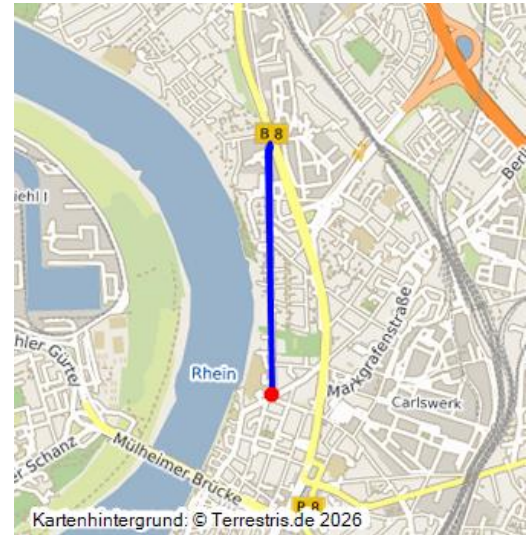 B 8
Berli
iehl I
Rhein
Markgrafenstraße
hler Gürtel
Carlswerk
er Schanz
Mülheimer Brücke
B 8
Kartenhintergrund: © Terrestris.de 2026